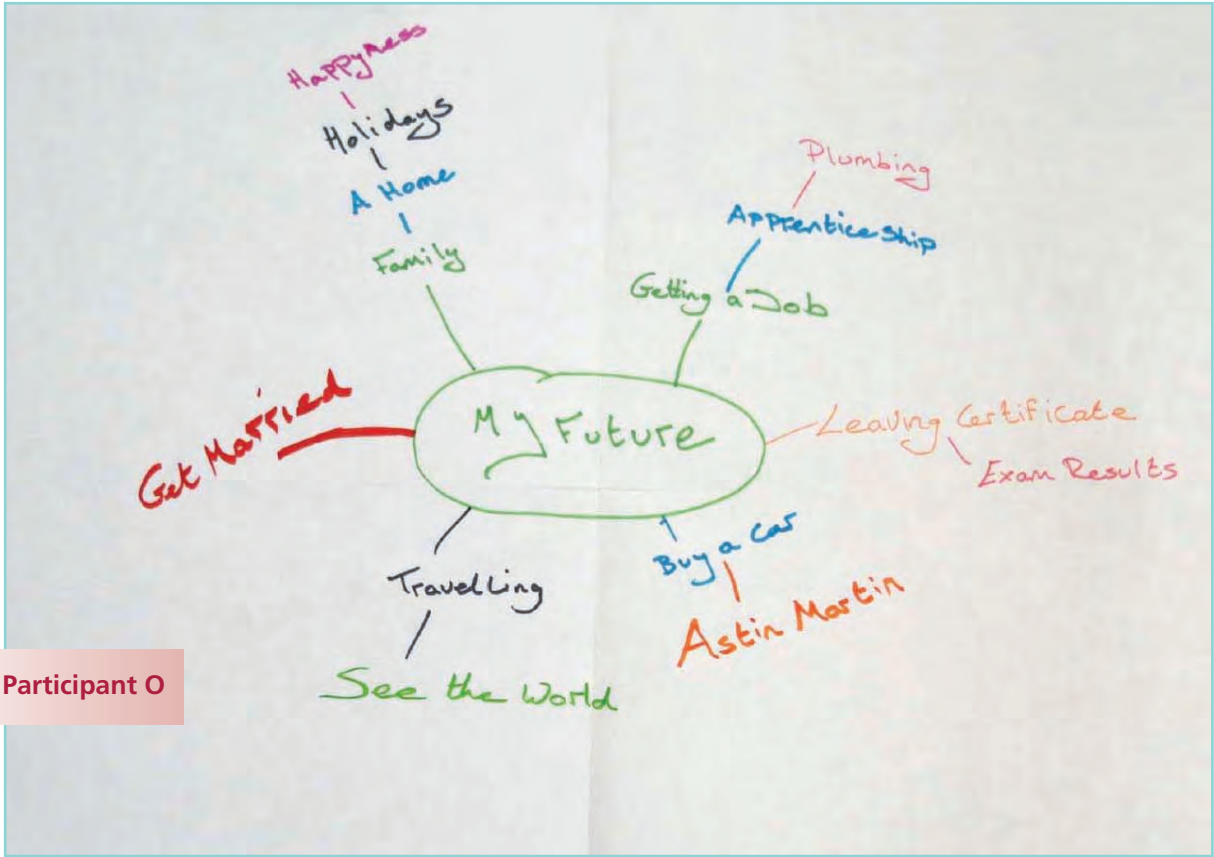 Happyness
Holidays
A Home
Family
Plumbing
Apprenticeship
Getting a Job
Get Married
My Future
Leaving Certificate
Exam Results
Buy a Car
Astin Martin
Travelling
See the World
Participant O